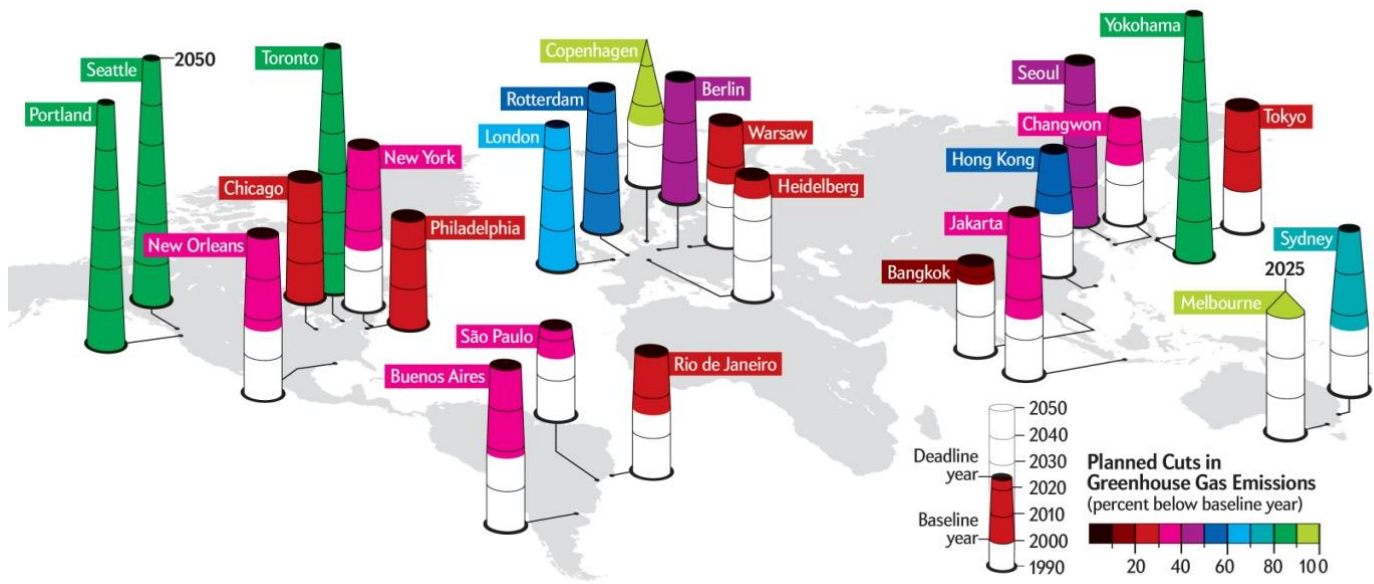 Yokohama
2050
Seattle
Toronto
Copenhagen
Seoul
Portland
Rotterdam
Berlin
Changwon
Tokyo
London
Warsaw
New York
Hong Kong
Chicago
Heidelberg
Jakarta
New Orleans
Philadelphia
Sydney
Bangkok
2025
Melbourne
São Paulo
Rio de Janeiro
Buenos Aires
2050
2040
Deadline
year
2030
2020
2010
Baseline
year
2000
1990
Planned Cuts in
Greenhouse Gas Emissions
(percent below baseline year)
20 40 60 80 100